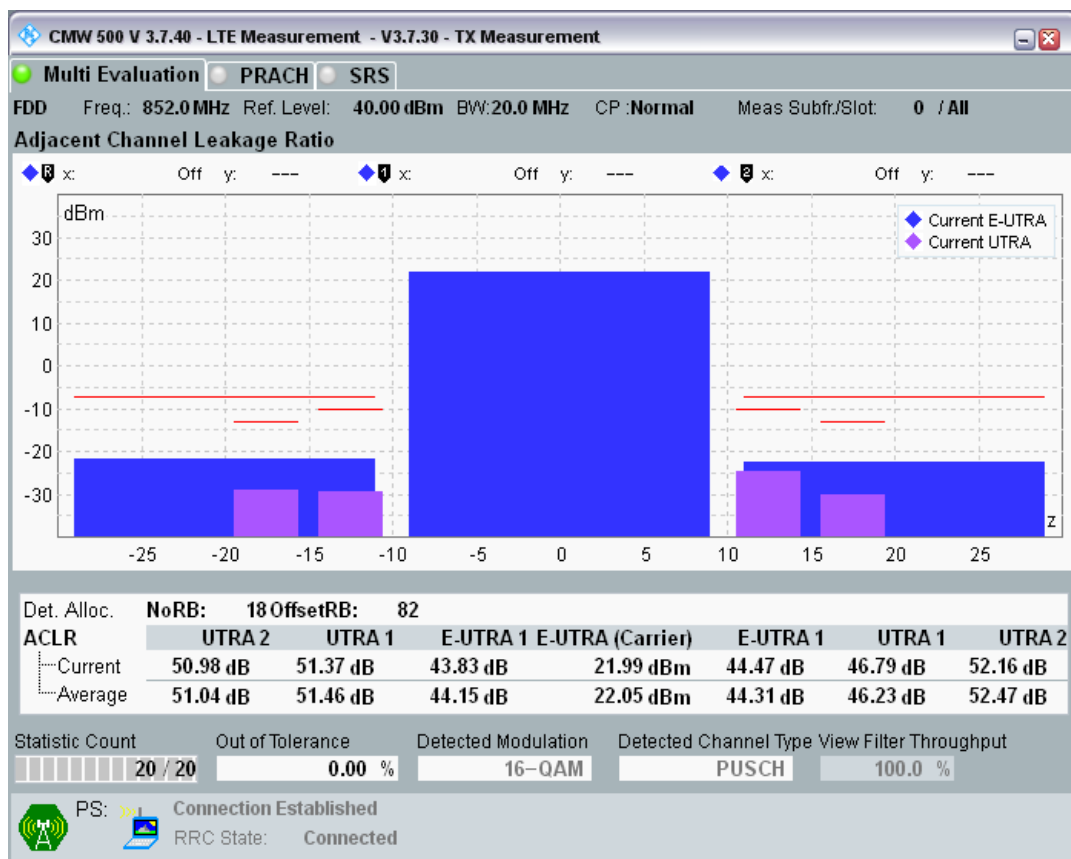 CMW 500 V 3.7.40 - LTE Measurement - V3.7.30 - TX Measurement
Multi Evaluation PRACH SRS
FDD Freq.: 852.0 MHz Ref. Level: 40.00 dBm BW: 20.0 MHz CP : Normal Meas Subfr./Slot: 0 / All
Adjacent Channel Leakage Ratio
R x: Off y: --- 1 x: Off y: --- 2 x: Off y: ---
dBm
Current E-UTRA
Current UTRA
30
20
10
0
-10
-20
-30
z
-25 -20 -15 -10 -5 0 5 10 15 20 25
Det. Alloc. NoRB: 18 OffsetRB: 82
ACLR UTRA 2 UTRA 1 E-UTRA 1 E-UTRA (Carrier) E-UTRA 1 UTRA 1 UTRA 2
Current 50.98 dB 51.37 dB 43.83 dB 21.99 dBm 44.47 dB 46.79 dB 52.16 dB
Average 51.04 dB 51.46 dB 44.15 dB 22.05 dBm 44.31 dB 46.23 dB 52.47 dB
Statistic Count Out of Tolerance Detected Modulation Detected Channel Type View Filter Throughput
20 / 20 0.00 % 16-QAM PUSCH 100.0 %
PS: Connection Established
RRC State: Connected